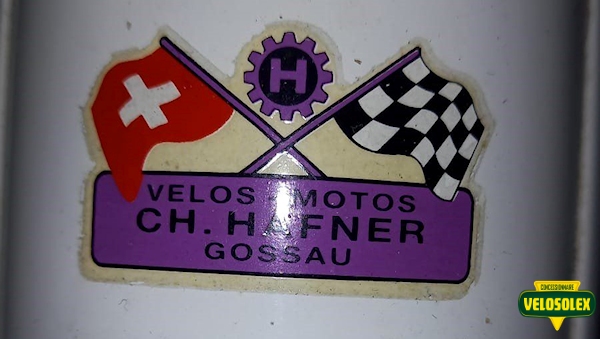 H
VELOS - MOTOS
CH. HAFNER
GOSSAU
CONCESSIONNAIRE
VELOSOLEX